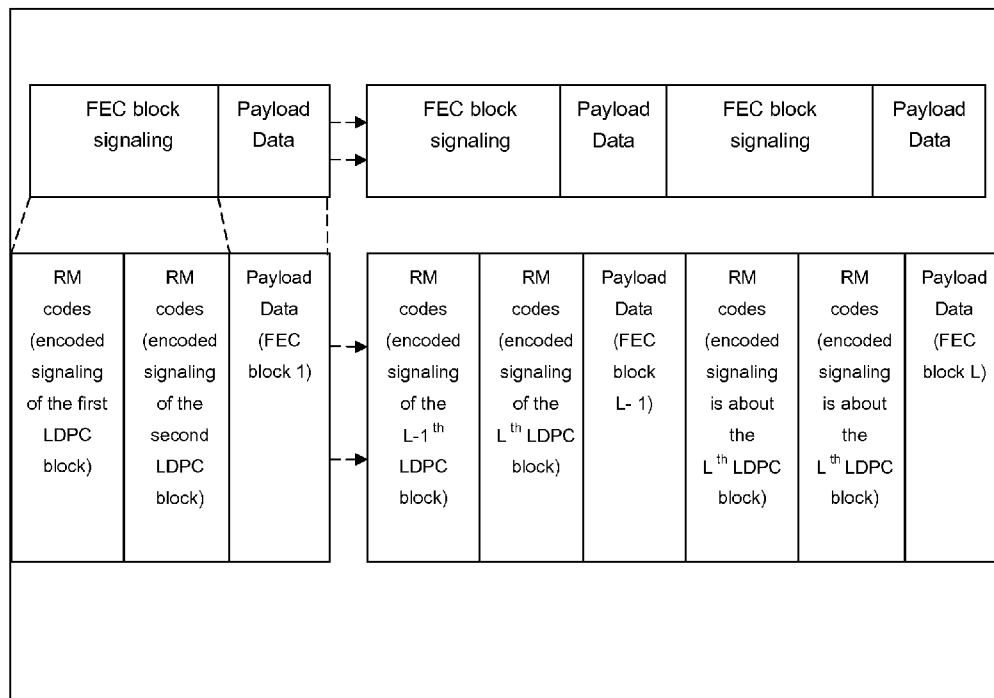 FEC block
signaling
Payload
Data
FEC block
signaling
Payload
Data
FEC block
signaling
Payload
Data
RM
codes
(encoded
signaling
of the first
LDPC
block)
RM
codes
(encoded
signaling
of the
second
LDPC
block)
Payload
Data
(FEC
block 1)
RM
codes
(encoded
signaling
of the
L-1 th
LDPC
block)
RM
codes
(encoded
signaling
of the
L th LDPC
block)
Payload
Data
(FEC
block
L- 1)
RM
codes
(encoded
signaling
is about
the
L th LDPC
block)
RM
codes
(encoded
signaling
is about
the
L th LDPC
block)
Payload
Data
(FEC
block L)